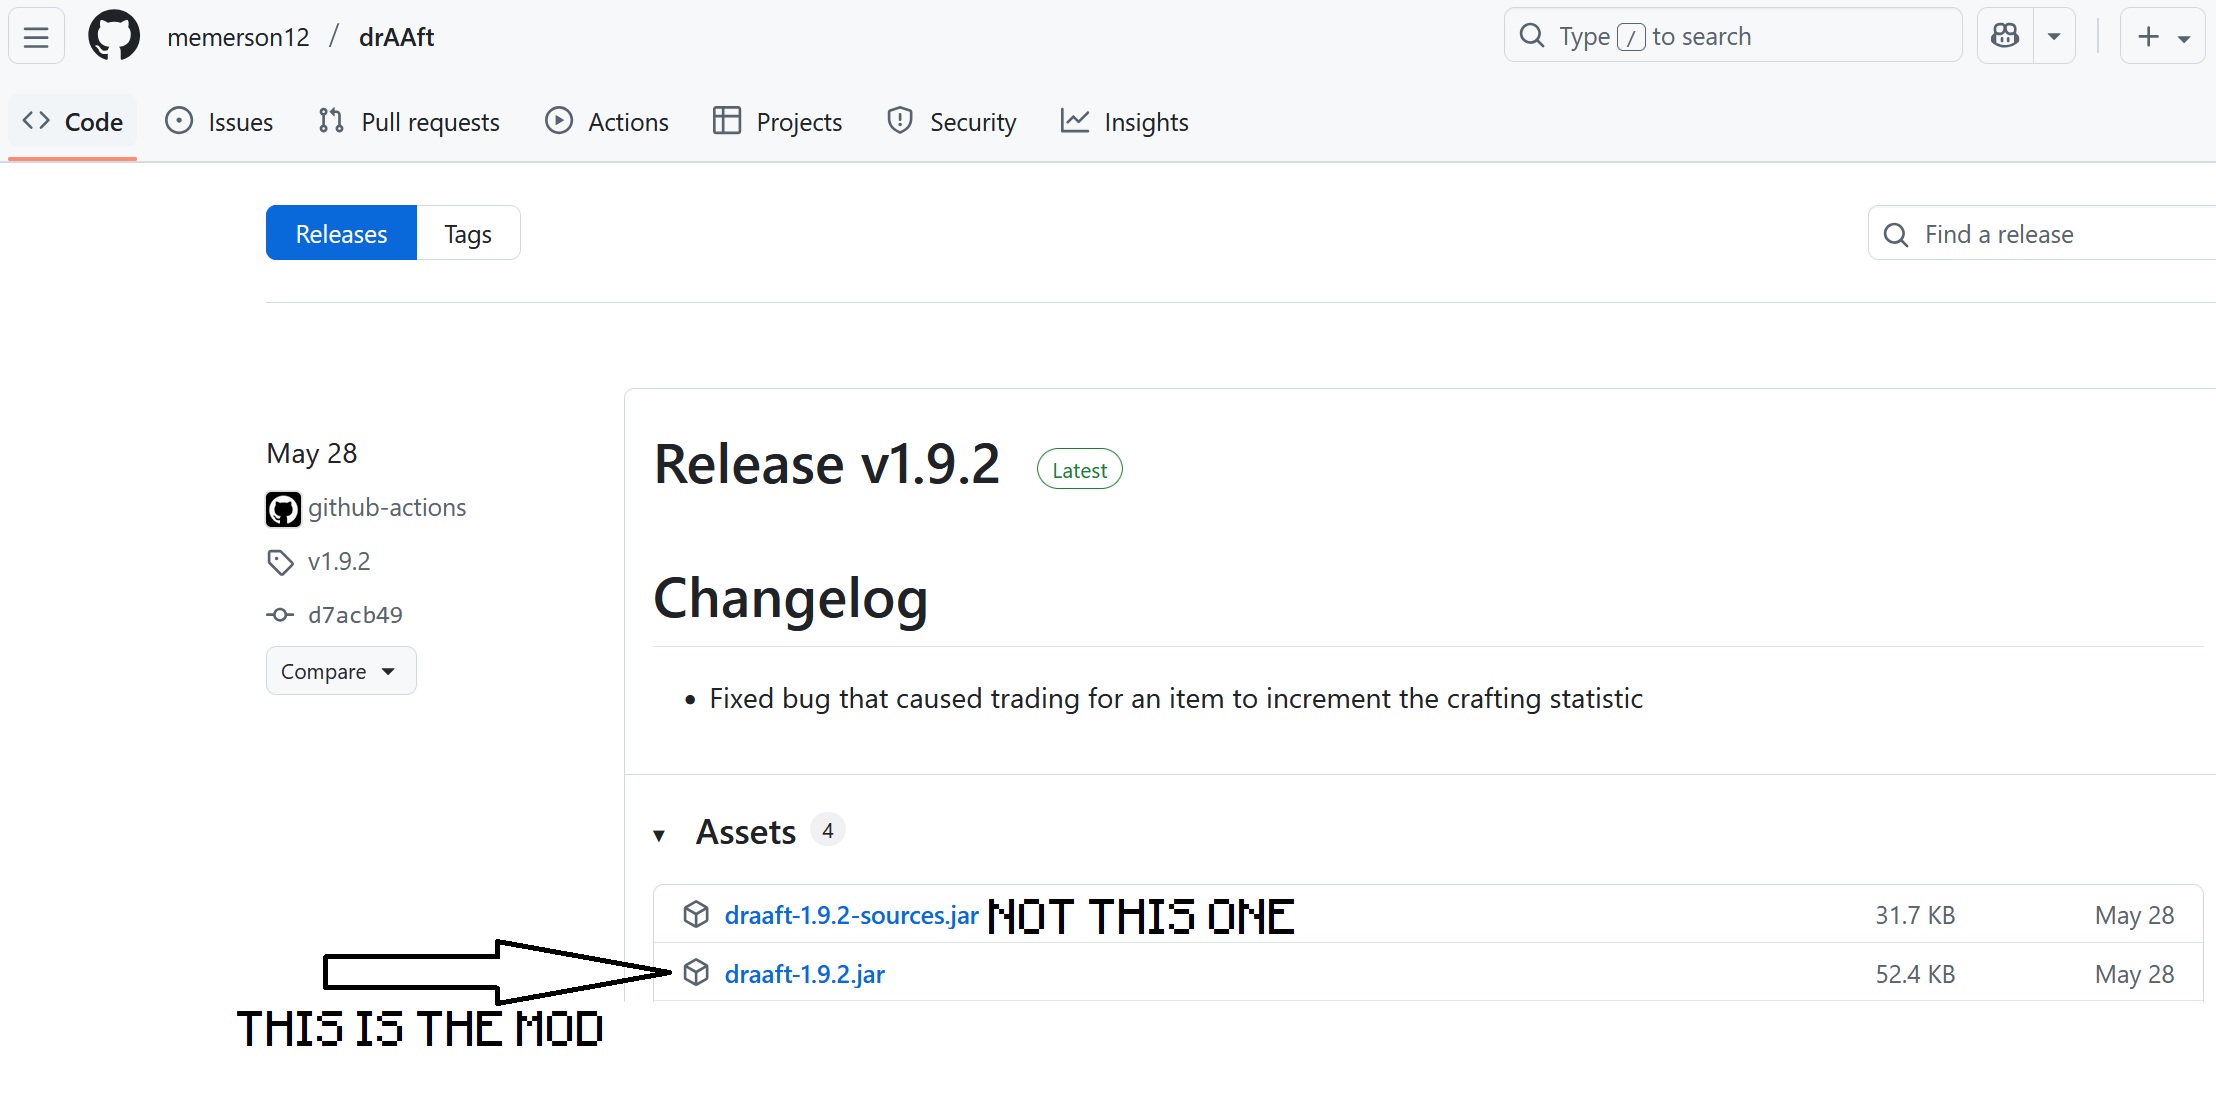 memerson12 / drAAft
Type / to search
Code
Issues
Pull requests
Actions
Projects
Security
Insights
Releases
Tags
Find a release
May 28
github-actions
v1.9.2
d7acb49
Compare
Release v1.9.2 Latest
Changelog
• Fixed bug that caused trading for an item to increment the crafting statistic
Assets 4
draaft-1.9.2-sources.jar NOT THIS ONE 31.7 KB May 28
draaft-1.9.2.jar 52.4 KB May 28
THIS IS THE MOD